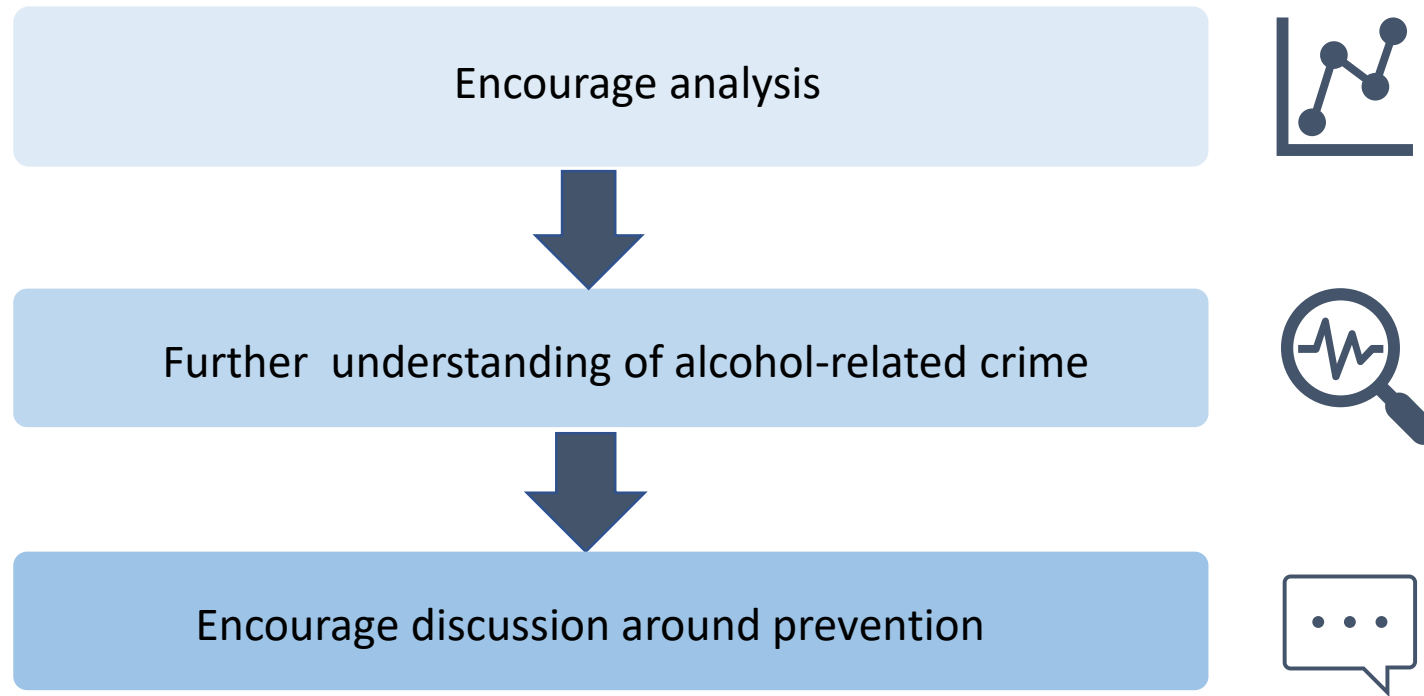 Encourage analysis
Further  understanding of alcohol-related crime
Encourage discussion around prevention